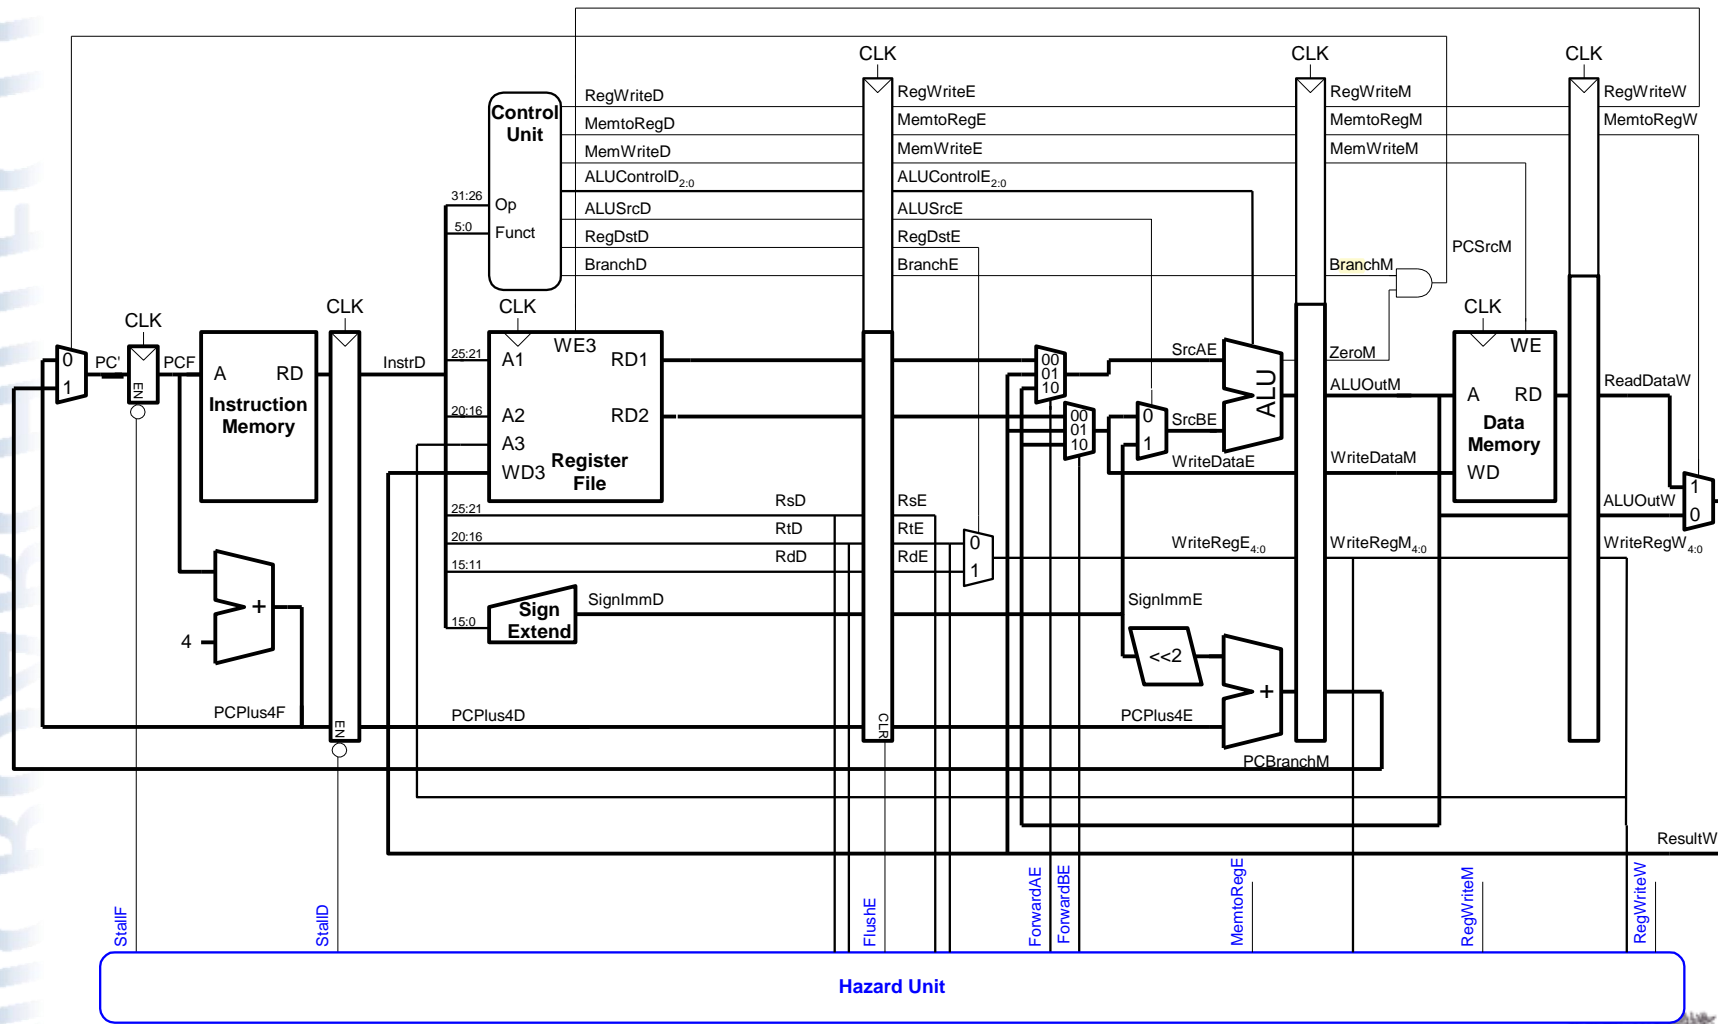 CLK
CLK
CLK
Control
Unit
Op
Funct
31:26
5:0
RegWriteD
MemtoRegD
MemWriteD
ALUControlD2:0
ALUSrcD
RegDstD
BranchD
RegWriteE
MemtoRegE
MemWriteE
ALUControlE2:0
ALUSrcE
RegDstE
BranchE
RegWriteM
MemtoRegM
MemWriteM
BranchM
PCSrcM
RegWriteW
MemtoRegW
CLK
CLK
CLK
CLK
0
1
PC'
EN
PCF
A
RD
Instruction
Memory
EN
InstrD
25:21
20:16
A1
A2
A3
WD3
WE3
RD1
RD2
Register
File
00
01
10
00
01
10
0
1
SrcAE
SrcBE
ALU
WriteDataE
ZeroM
ALUOutM
WriteDataM
A
RD
WE
Data
Memory
WD
ReadDataW
ALUOutW
1
0
25:21
20:16
15:11
15:0
RsD
RtD
RdD
RsE
RtE
RdE
0
1
WriteRegE4:0
WriteRegM4:0
WriteRegW4:0
Sign
Extend
SignImmD
SignImmE
<<2
+
4
+
PCPlus4F
PCPlus4D
CLR
PCPlus4E
PCBranchM
ResultW
StallF
StallD
FlushE
ForwardAE
ForwardBE
MemtoRegE
RegWriteM
RegWriteW
Hazard Unit